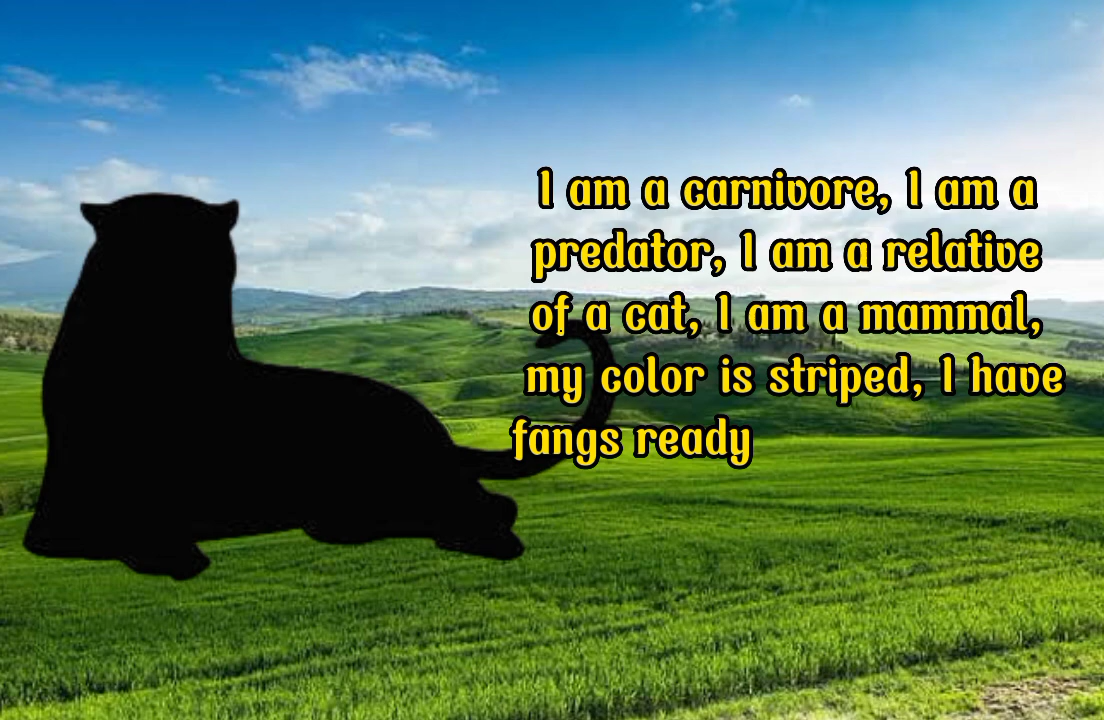 I am a carnivore, I am a
predator, I am a relative
of a cat, I am a mammal,
my color is striped, I have
fangs ready